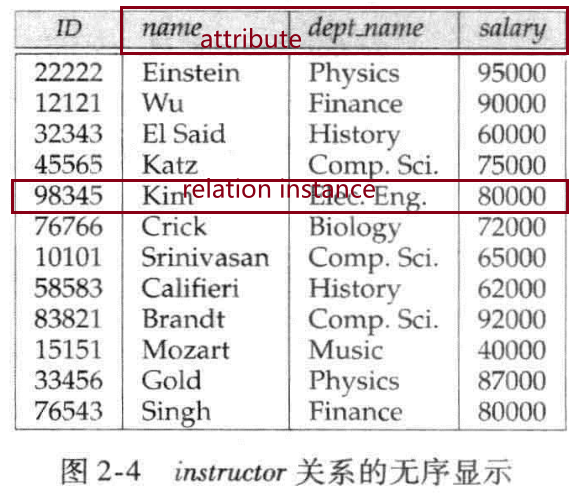 ID name dept_name salary
attribute
22222 Einstein Physics 95000
12121 Wu Finance 90000
32343 El Said History 60000
45565 Katz Comp. Sci. 75000
98345 Kim Elec. Eng. 80000
relation instance
76766 Crick Biology 72000
10101 Srinivasan Comp. Sci. 65000
58583 Califieri History 62000
83821 Brandt Comp. Sci. 92000
15151 Mozart Music 40000
33456 Gold Physics 87000
76543 Singh Finance 80000
图 2-4 instructor 关系的无序显示